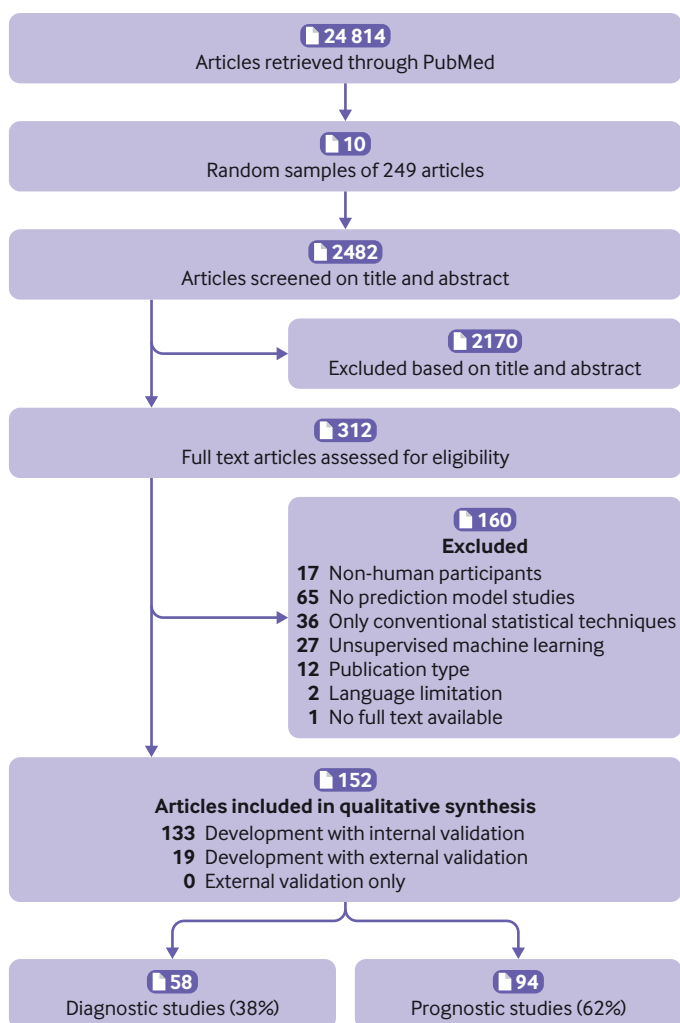 24 814
Articles retrieved through PubMed
10
Random samples of 249 articles
2482
Articles screened on title and abstract
2170
Excluded based on title and abstract
312
Full text articles assessed for eligibility
160
Excluded
17 Non-human participants
65 No prediction model studies
36 Only conventional statistical techniques
27 Unsupervised machine learning
12 Publication type
2 Language limitation
1 No full text available
152
Articles included in qualitative synthesis
133 Development with internal validation
19 Development with external validation
0 External validation only
58
Diagnostic studies (38%)
94
Prognostic studies (62%)